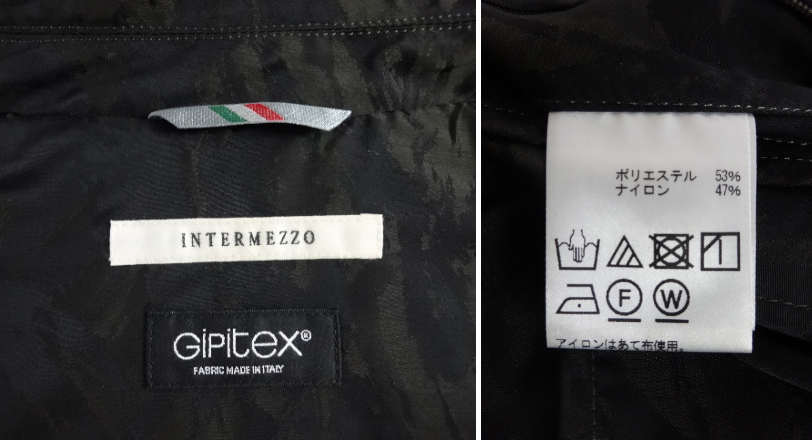 INTERMEZZO
GiPiteX®
FABRIC MADE IN ITALY
ポリエステル 53%
ナイロン 47%
F W
アイロンはあて布使用。